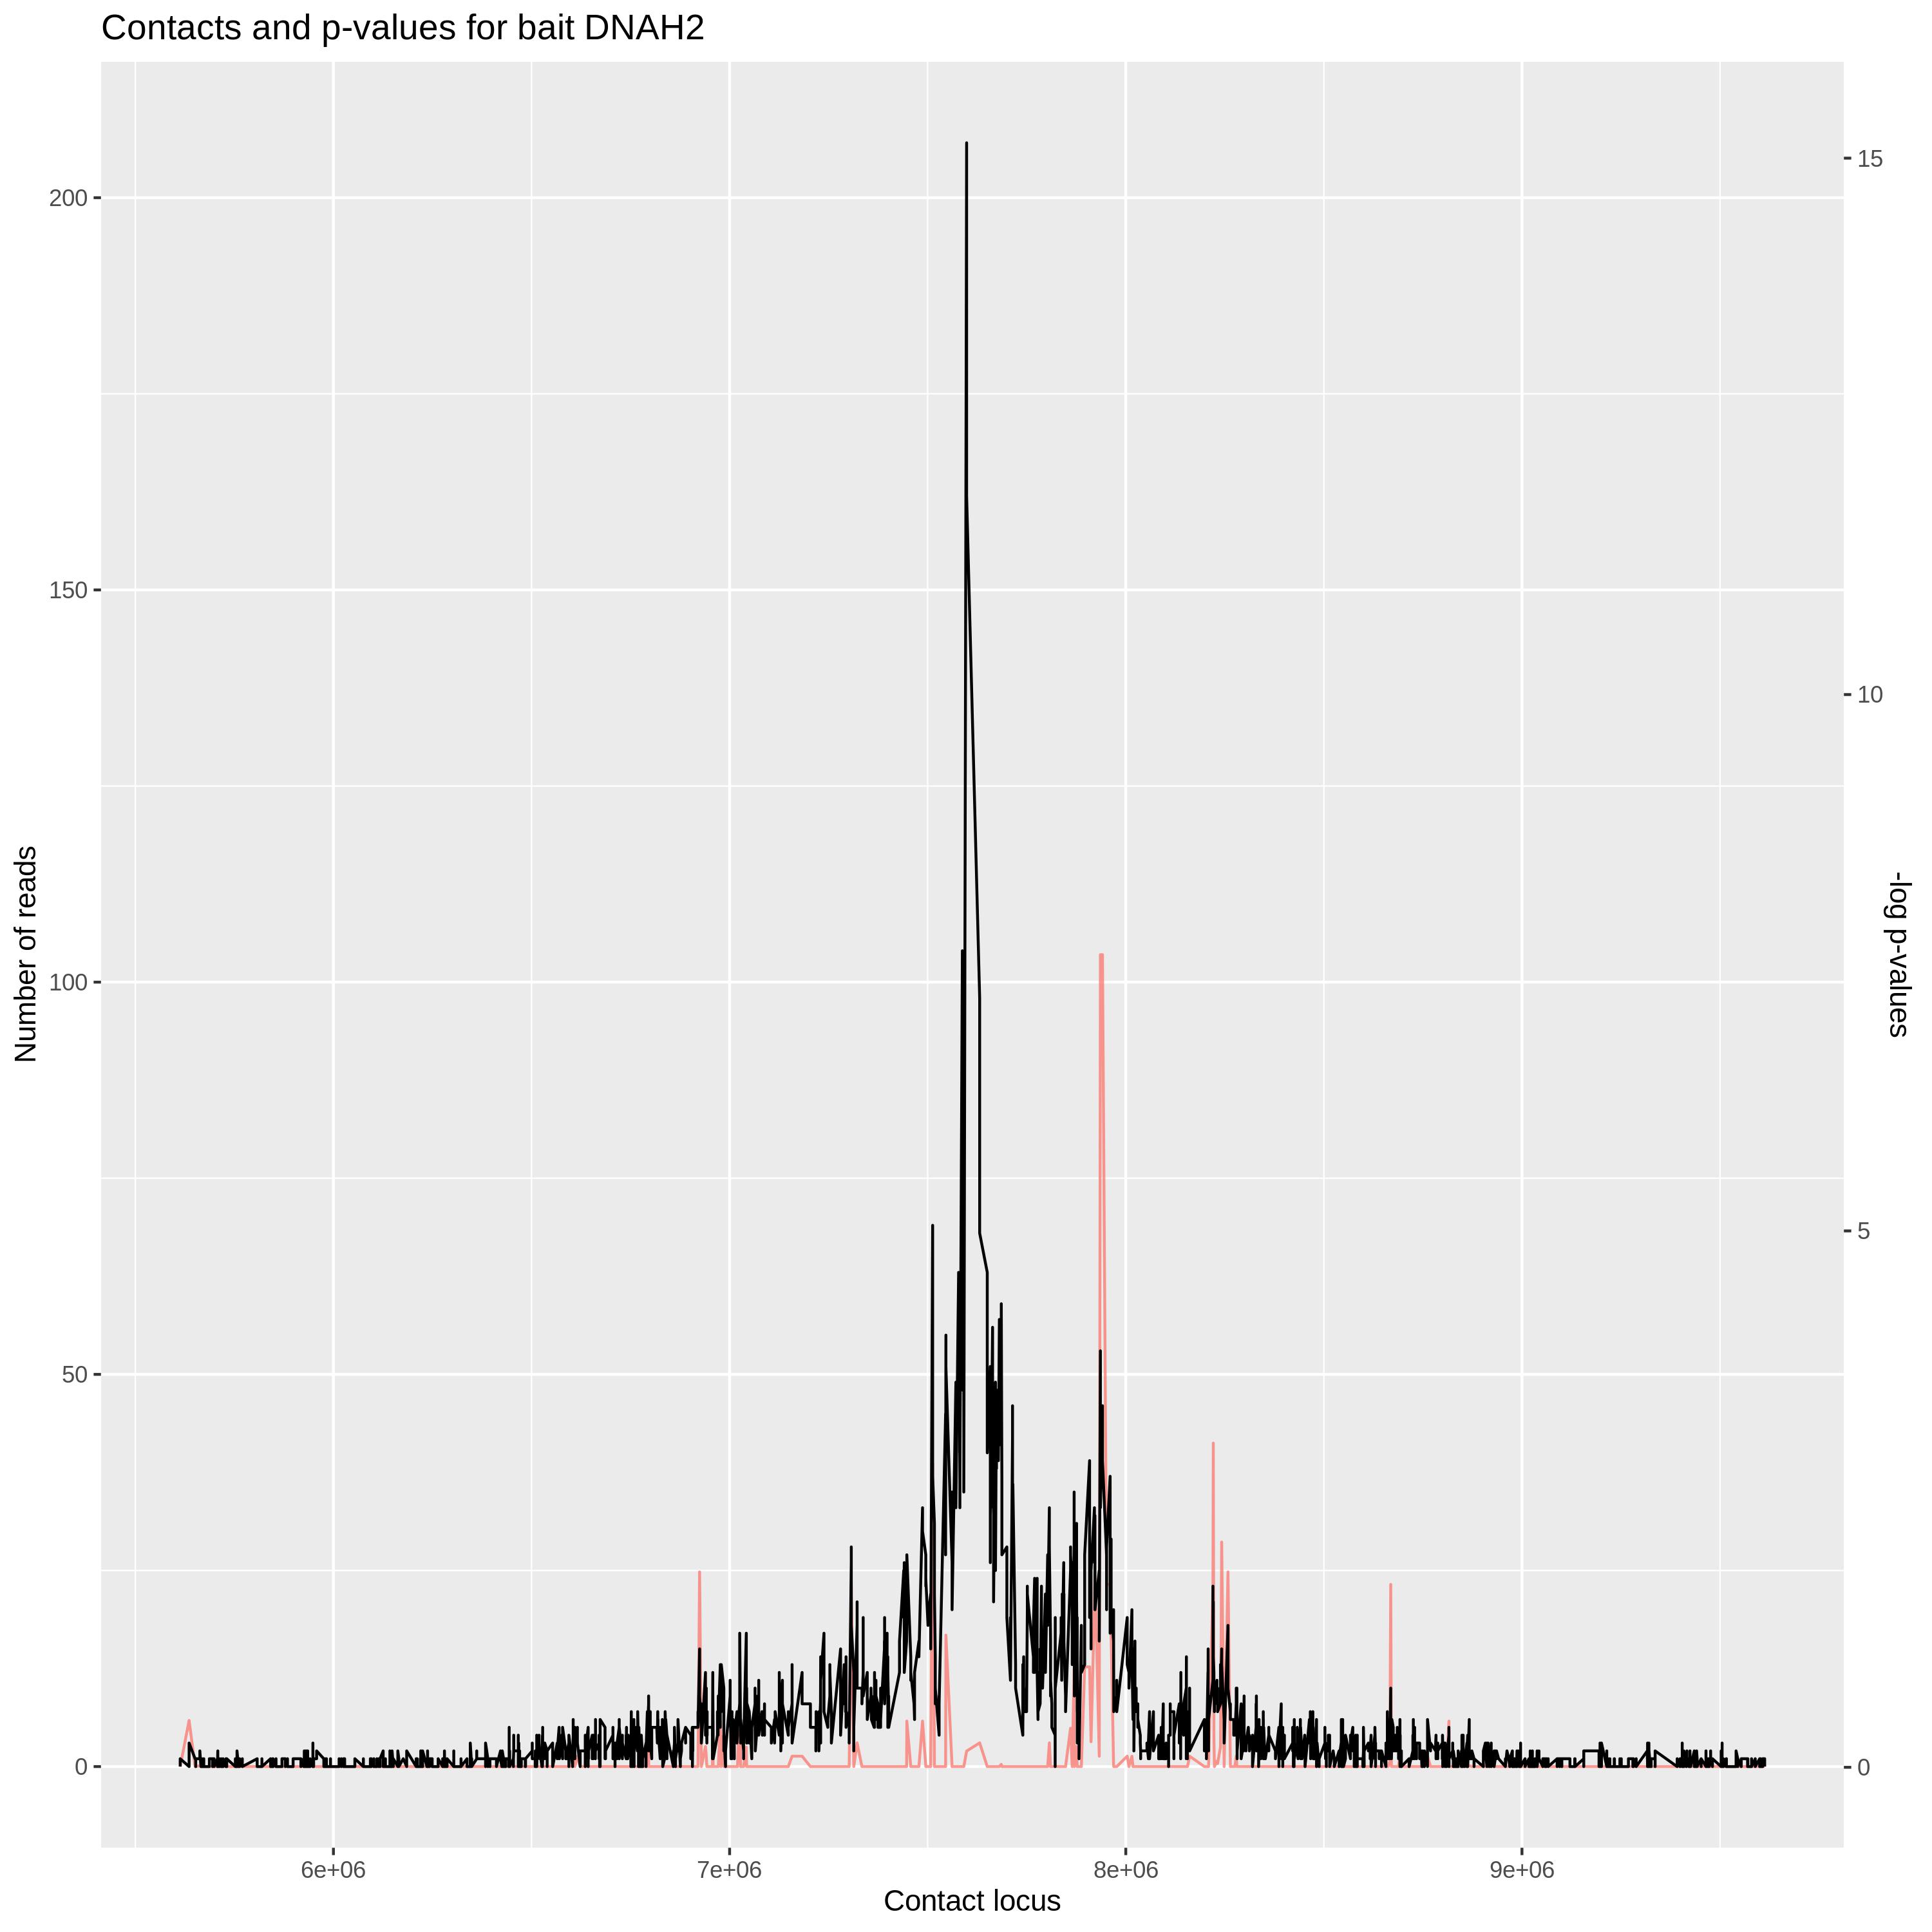 Contacts and p-values for bait DNAH2
200
150
100
50
0
15
10
5
0
Number of reads
-log p-values
6e+06
7e+06
8e+06
9e+06
Contact locus